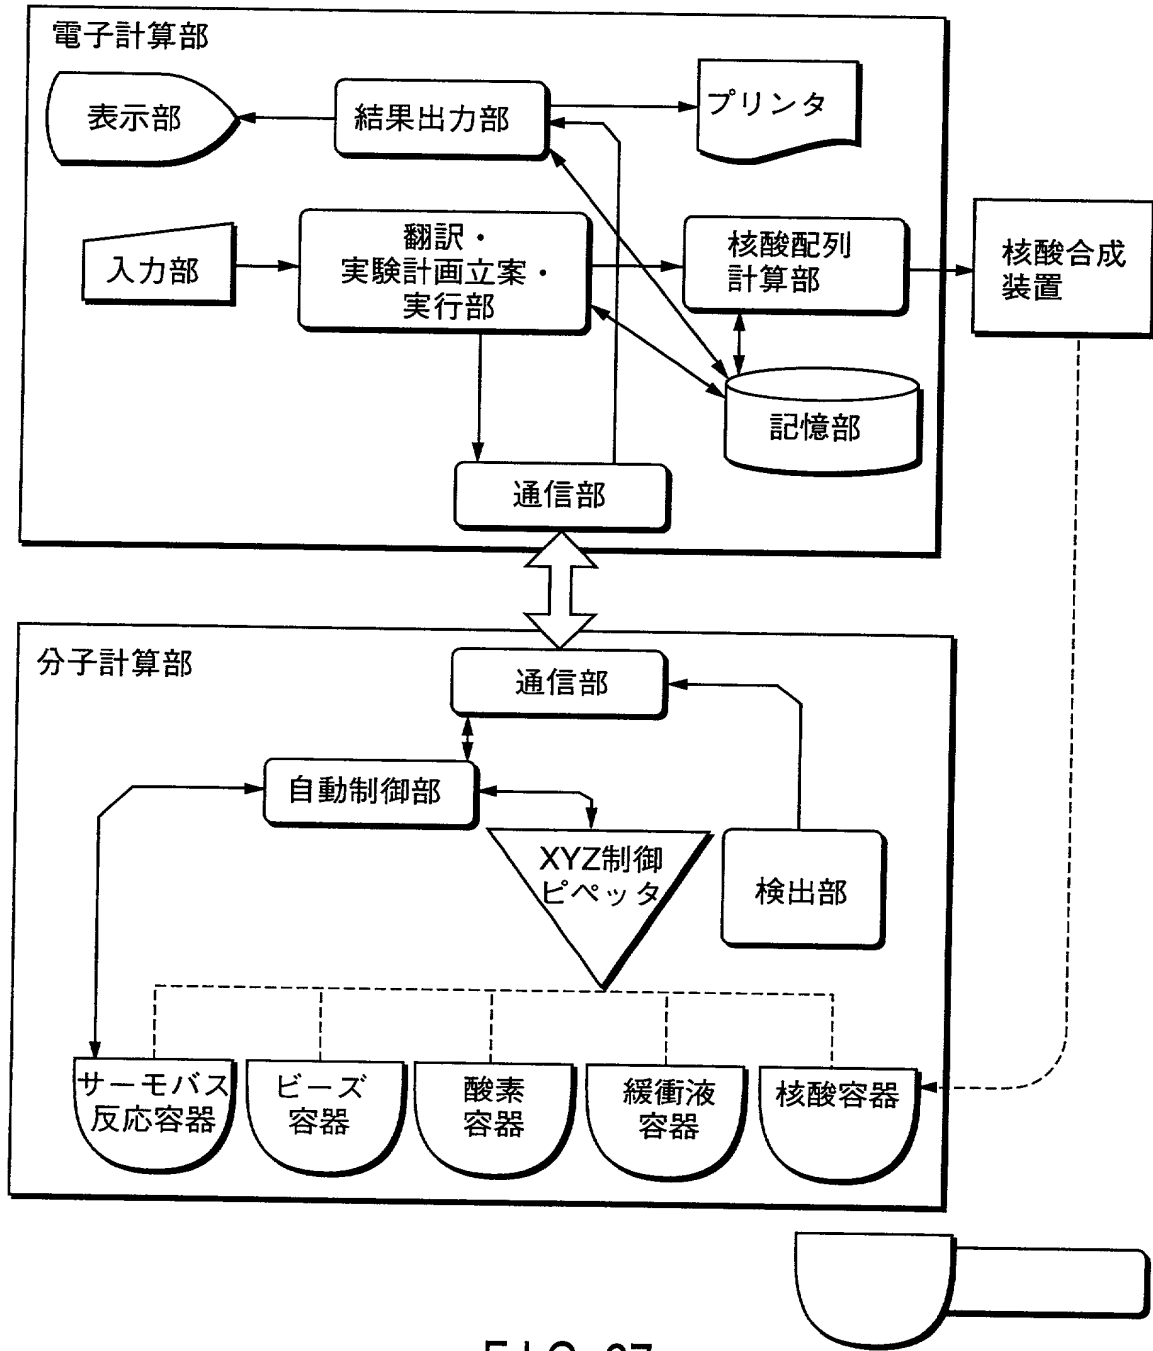 電子計算部
表示部
結果出力部
プリンタ
入力部
翻訳・
実験計画立案・
実行部
核酸配列
計算部
核酸合成
装置
記憶部
通信部
分子計算部
通信部
自動制御部
XYZ制御
ピペッタ
検出部
サーモバス
反応容器
ビーズ
容器
酸素
容器
緩衝液
容器
核酸容器
FIG. 27